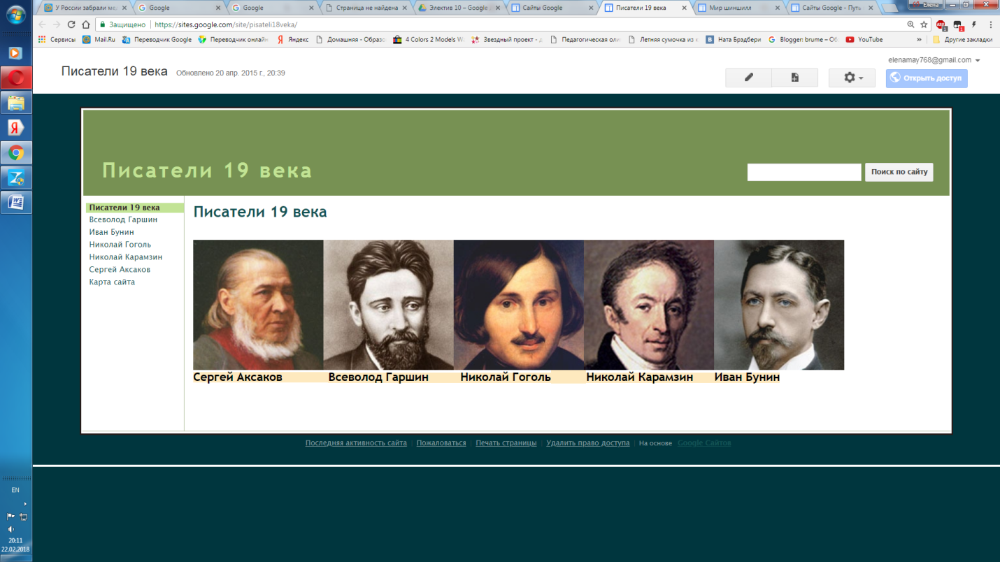 У России забрали ме
Google
Google
Страница не найдена
Электив 10 – Google
Сайты Google
Писатели 19 века
Мир шиншилл
Сайты Google - Путь
Елена
Защищено
https://sites.google.com/site/pisateli18veka/
Сервисы
Mail.Ru
Переводчик Google
Переводчик онлайн
Яндекс
Домашняя - Образо
4 Colors 2 Models W
Звездный проект - д
Педагогическая оли
Летняя сумочка из к
Ната Брэдбери
Blogger: brume – Об
YouTube
»
Другие закладки
elenamay768@gmail.com
Писатели 19 века Обновлено 20 апр. 2015 г., 20:39
Открыть доступ
Писатели 19 века
Поиск по сайту
Писатели 19 века
Всеволод Гаршин
Иван Бунин
Николай Гоголь
Николай Карамзин
Сергей Аксаков
Карта сайта
Писатели 19 века
Сергей Аксаков Всеволод Гаршин Николай Гоголь Николай Карамзин Иван Бунин
Последняя активность сайта | Пожаловаться | Печать страницы | Удалить право доступа | На основе Google Сайтов
EN
20:11
22.02.2018